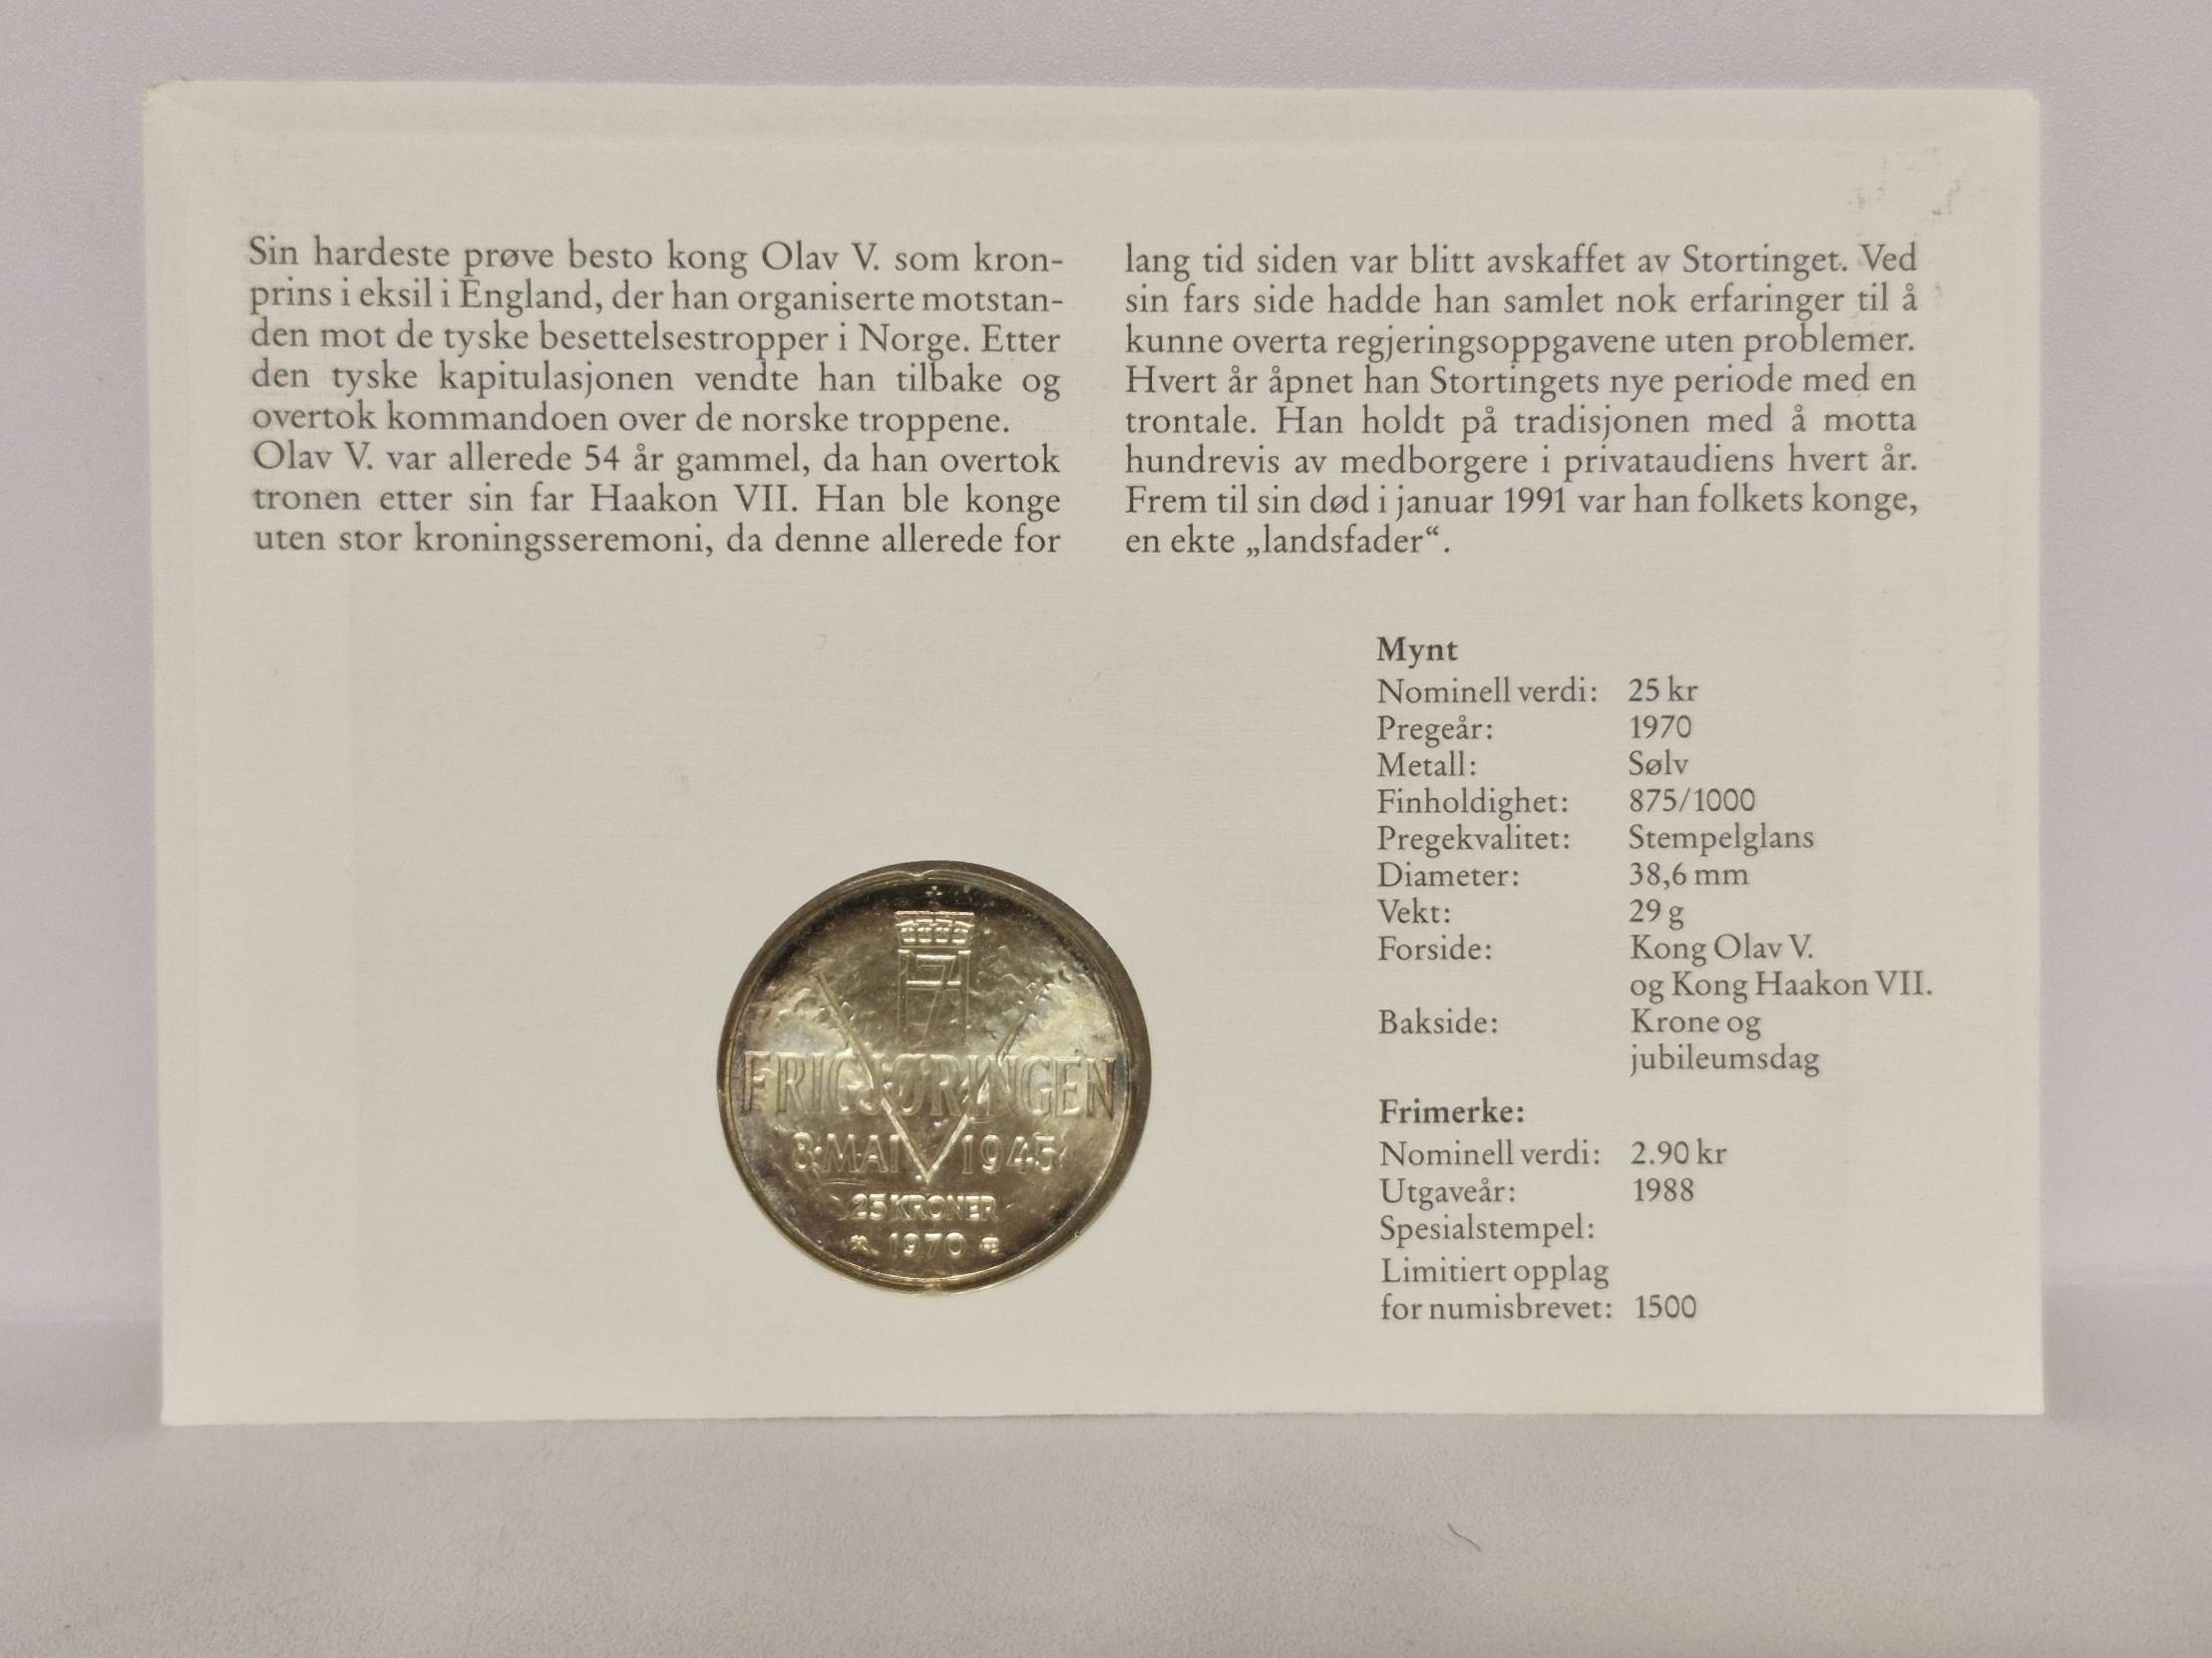 Sin hardeste prøve besto kong Olav V. som kron-
prins i eksil i England, der han organiserte motstan-
den mot de tyske besettelsestropper i Norge. Etter
den tyske kapitulasjonen vendte han tilbake og
overtok kommandoen over de norske troppene.
Olav V. var allerede 54 år gammel, da han overtok
tronen etter sin far Haakon VII. Han ble konge
uten stor kroningsseremoni, da denne allerede for
lang tid siden var blitt avskaffet av Stortinget. Ved
sin fars side hadde han samlet nok erfaringer til å
kunne overta regjeringsoppgavene uten problemer.
Hvert år åpnet han Stortingets nye periode med en
trontale. Han holdt på tradisjonen med å motta
hundrevis av medborgere i privataudiens hvert år.
Frem til sin død i januar 1991 var han folkets konge,
en ekte „landsfader“.
Mynt
Nominell verdi: 25 kr
Pregeår: 1970
Metall: Sølv
Finholdighet: 875/1000
Pregekvalitet: Stempelglans
Diameter: 38,6 mm
Vekt: 29 g
Forside: Kong Olav V.
og Kong Haakon VII.
Bakside: Krone og
jubileumsdag
Frimerke:
Nominell verdi: 2.90 kr
Utgaveår: 1988
Spesialstempel:
Limitiert opplag
for numisbrevet: 1500
H7
FRIGJØRINGEN
8·MAI 1945
25 KRONER
1970